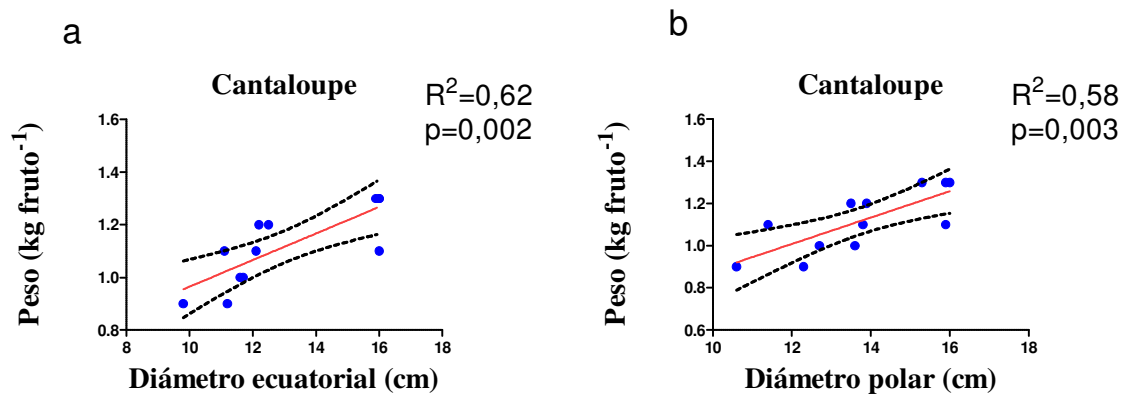 a
Cantaloupe
R²=0,62
p=0,002
Peso (kg fruto⁻¹)
1.6
1.4
1.2
1.0
0.8
8 10 12 14 16 18
Diámetro ecuatorial (cm)
b
Cantaloupe
R²=0,58
p=0,003
Peso (kg fruto⁻¹)
1.6
1.4
1.2
1.0
0.8
0.6
10 12 14 16 18
Diámetro polar (cm)